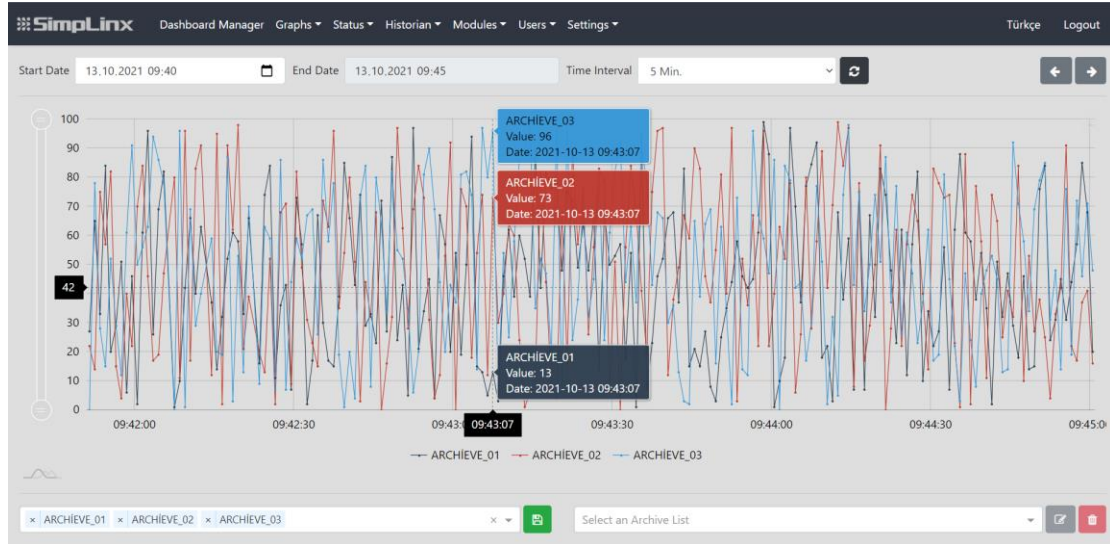 SimpLinx Dashboard Manager Graphs Status Historian Modules Users Settings Türkçe Logout
Start Date 13.10.2021 09:40 End Date 13.10.2021 09:45 Time Interval 5 Min.
100
90
80
70
60
50
42
30
20
10
0
ARCHİEVE_03
Value: 96
Date: 2021-10-13 09:43:07
ARCHİEVE_02
Value: 73
Date: 2021-10-13 09:43:07
ARCHİEVE_01
Value: 13
Date: 2021-10-13 09:43:07
09:42:00 09:42:30 09:43:07 09:43:30 09:44:00 09:44:30 09:45:0
ARCHİEVE_01 ARCHİEVE_02 ARCHİEVE_03
× ARCHİEVE_01 × ARCHİEVE_02 × ARCHİEVE_03 × Select an Archive List